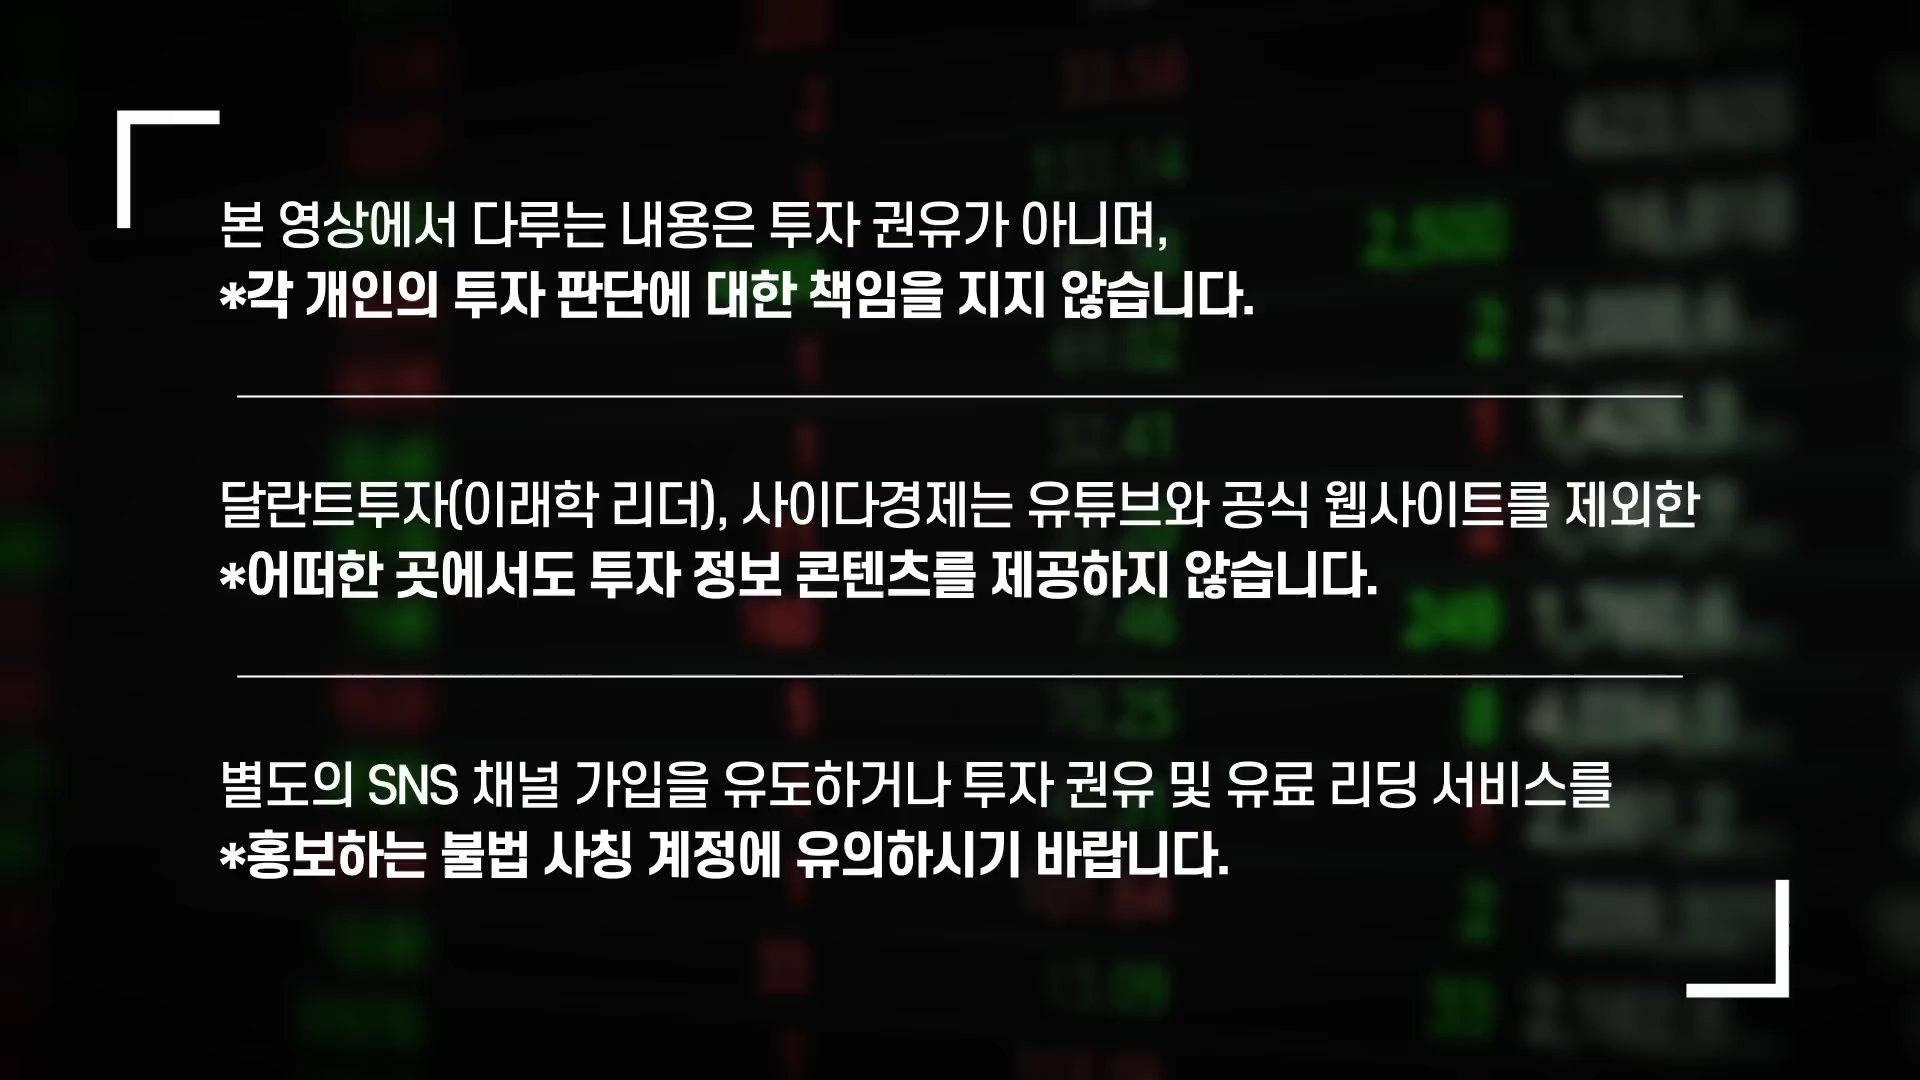 본 영상에서 다루는 내용은 투자 권유가 아니며,
*각 개인의 투자 판단에 대한 책임을 지지 않습니다.
달란트투자(이래학 리더), 사이다경제는 유튜브와 공식 웹사이트를 제외한
*어떠한 곳에서도 투자 정보 콘텐츠를 제공하지 않습니다.
별도의 SNS 채널 가입을 유도하거나 투자 권유 및 유료 리딩 서비스를
*홍보하는 불법 사칭 계정에 유의하시기 바랍니다.